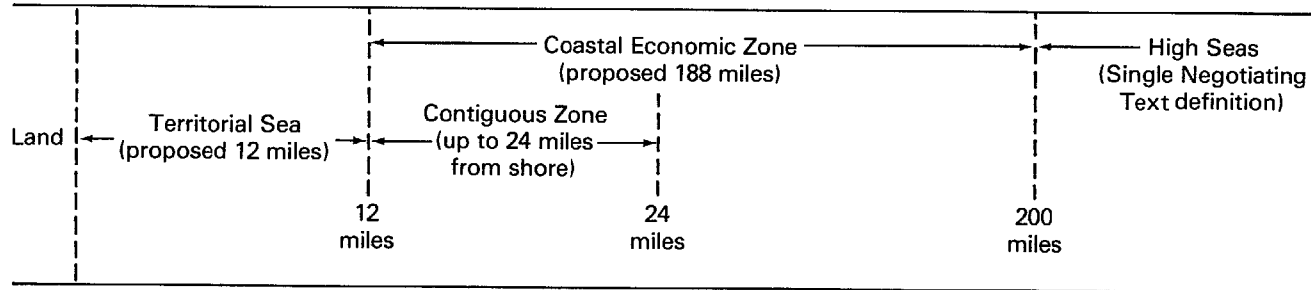 Coastal Economic Zone
(proposed 188 miles)
High Seas
(Single Negotiating
Text definition)
Land
Territorial Sea
(proposed 12 miles)
Contiguous Zone
(up to 24 miles
from shore)
12
miles
24
miles
200
miles